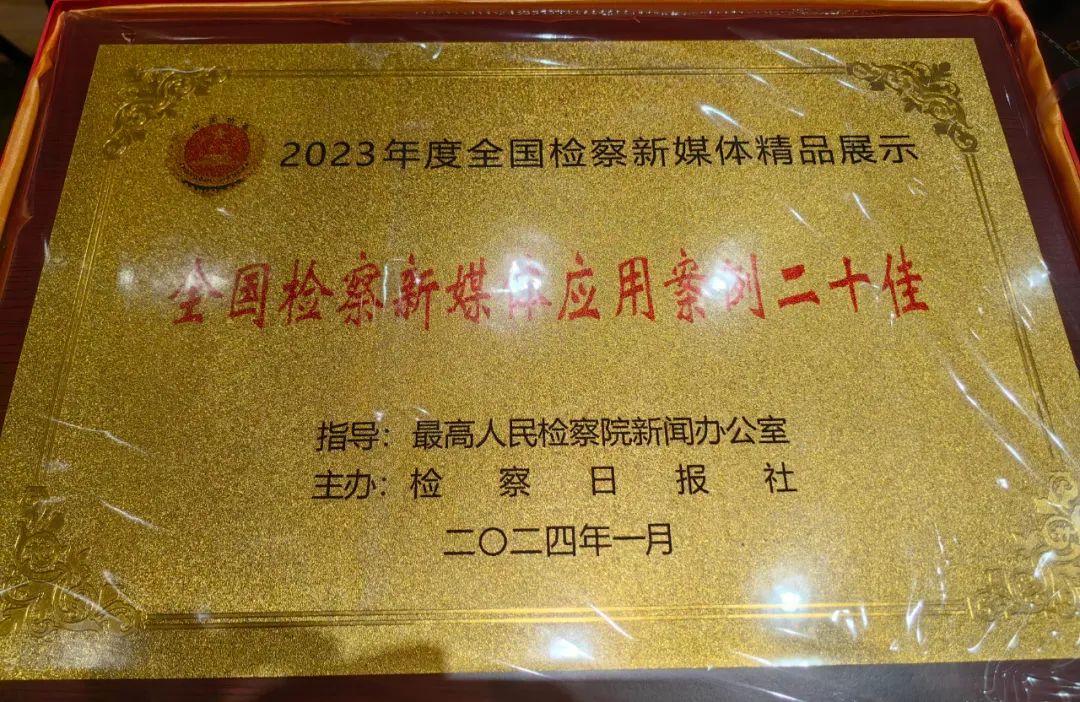 2023年度全国检察新媒体精品展示
全国检察新媒体应用案例二十佳
指导：最高人民检察院新闻办公室
主办：检察日报社
二〇二四年一月